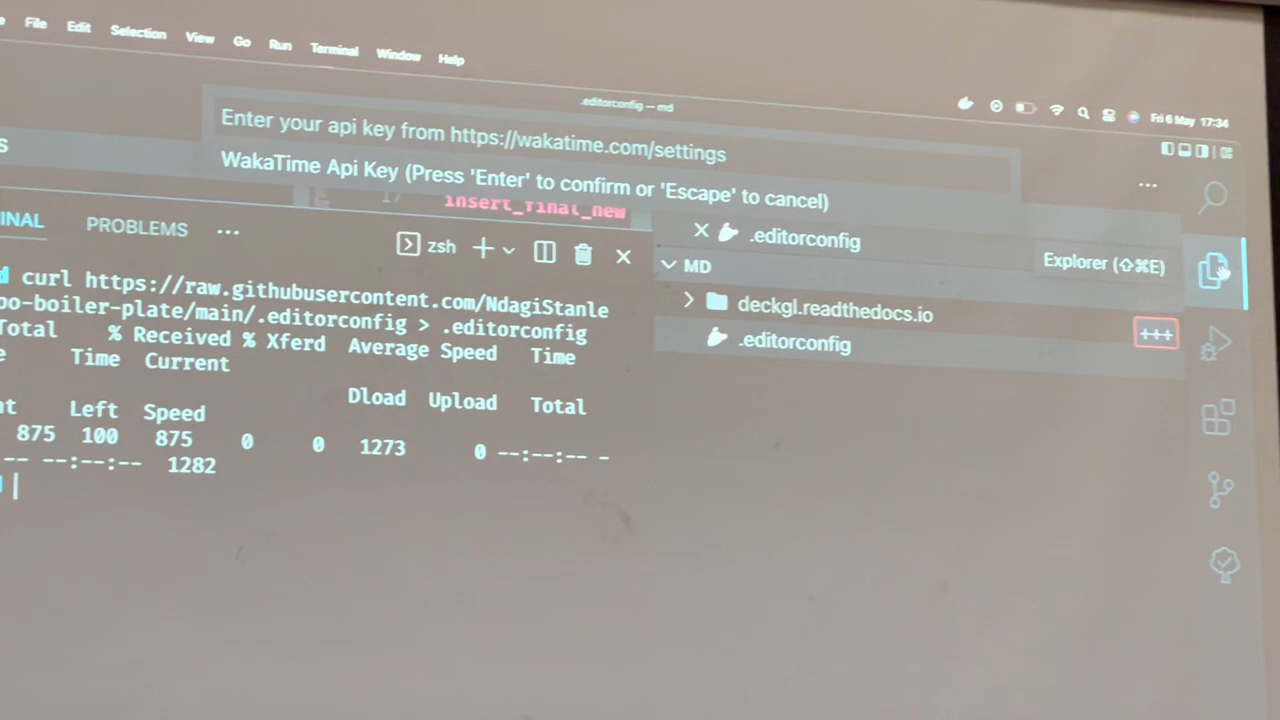 File Edit Selection View Go Run Terminal Window Help
Fri 6 May 17:34
.editorconfig — md
Enter your api key from https://wakatime.com/settings
WakaTime Api Key (Press 'Enter' to confirm or 'Escape' to cancel)
17 insert_final_new
INAL PROBLEMS ...
zsh
.editorconfig
MD
Explorer (⇧⌘E)
deckgl.readthedocs.io
.editorconfig
+++
d curl https://raw.githubusercontent.com/NdagiStanle
oo-boiler-plate/main/.editorconfig > .editorconfig
Total % Received % Xferd Average Speed Time
e Time Current
Dload Upload Total
nt Left Speed
875 100 875 0 0 1273 0 --:--:-- -
-- --:--:-- 1282